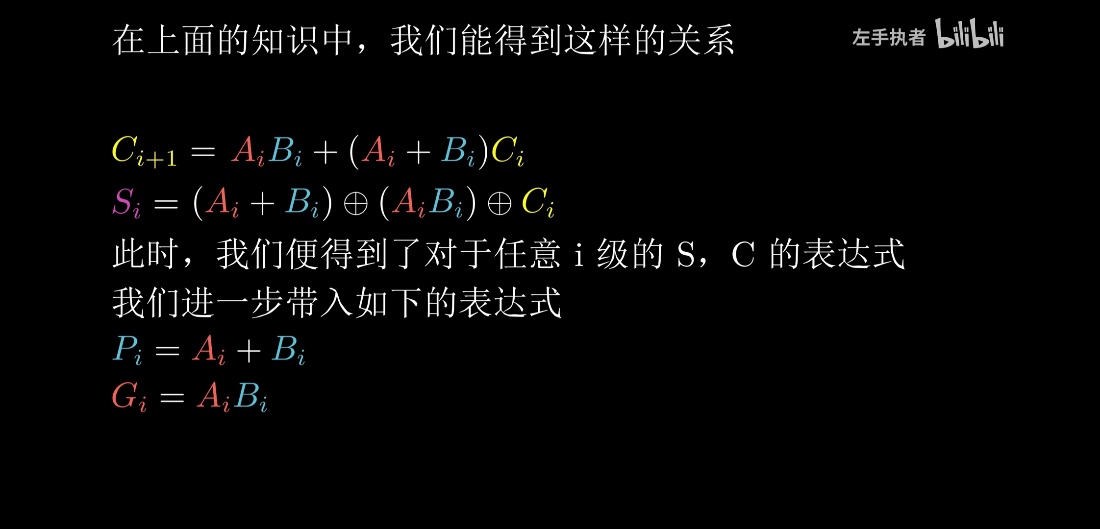 在上面的知识中，我们能得到这样的关系
左手执者 bilibili
C_{i+1} = A_iB_i + (A_i + B_i)C_i
S_i = (A_i + B_i) ⊕ (A_iB_i) ⊕ C_i
此时，我们便得到了对于任意 i 级的 S，C 的表达式
我们进一步带入如下的表达式
P_i = A_i + B_i
G_i = A_iB_i